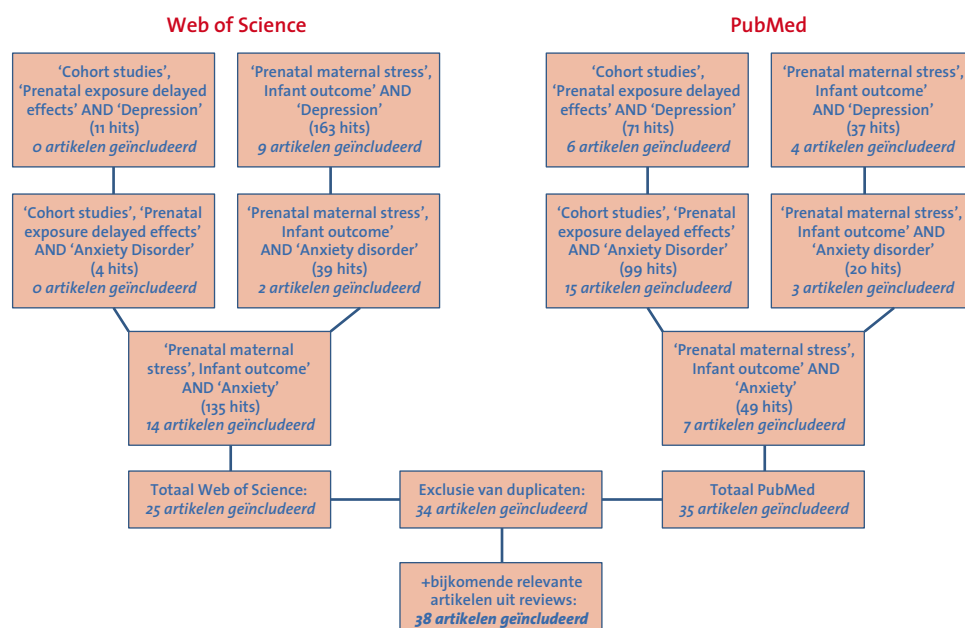 Web of Science
PubMed
‘Cohort studies’,
‘Prenatal exposure delayed
effects’ AND ‘Depression’
(11 hits)
0 artikelen geïncludeerd
‘Prenatal maternal stress’,
Infant outcome’ AND
‘Depression’
(163 hits)
9 artikelen geïncludeerd
‘Cohort studies’,
‘Prenatal exposure delayed
effects’ AND ‘Depression’
(71 hits)
6 artikelen geïncludeerd
‘Prenatal maternal stress’,
Infant outcome’
AND ‘Depression’
(37 hits)
4 artikelen geïncludeerd
‘Cohort studies’, ‘Prenatal
exposure delayed effects’
AND ‘Anxiety Disorder’
(4 hits)
0 artikelen geïncludeerd
‘Prenatal maternal stress’,
Infant outcome’
AND ‘Anxiety disorder’
(39 hits)
2 artikelen geïncludeerd
‘Cohort studies’, ‘Prenatal
exposure delayed effects’
AND ‘Anxiety Disorder’
(99 hits)
15 artikelen geïncludeerd
‘Prenatal maternal stress’,
Infant outcome’ AND
‘Anxiety disorder’
(20 hits)
3 artikelen geïncludeerd
‘Prenatal maternal
stress’, Infant outcome’
AND ‘Anxiety’
(135 hits)
14 artikelen geïncludeerd
‘Prenatal maternal stress’,
Infant outcome’ AND
‘Anxiety’
(49 hits)
7 artikelen geïncludeerd
Totaal Web of Science:
25 artikelen geïncludeerd
Exclusie van duplicaten:
34 artikelen geïncludeerd
Totaal PubMed
35 artikelen geïncludeerd
+bijkomende relevante
artikelen uit reviews:
38 artikelen geïncludeerd